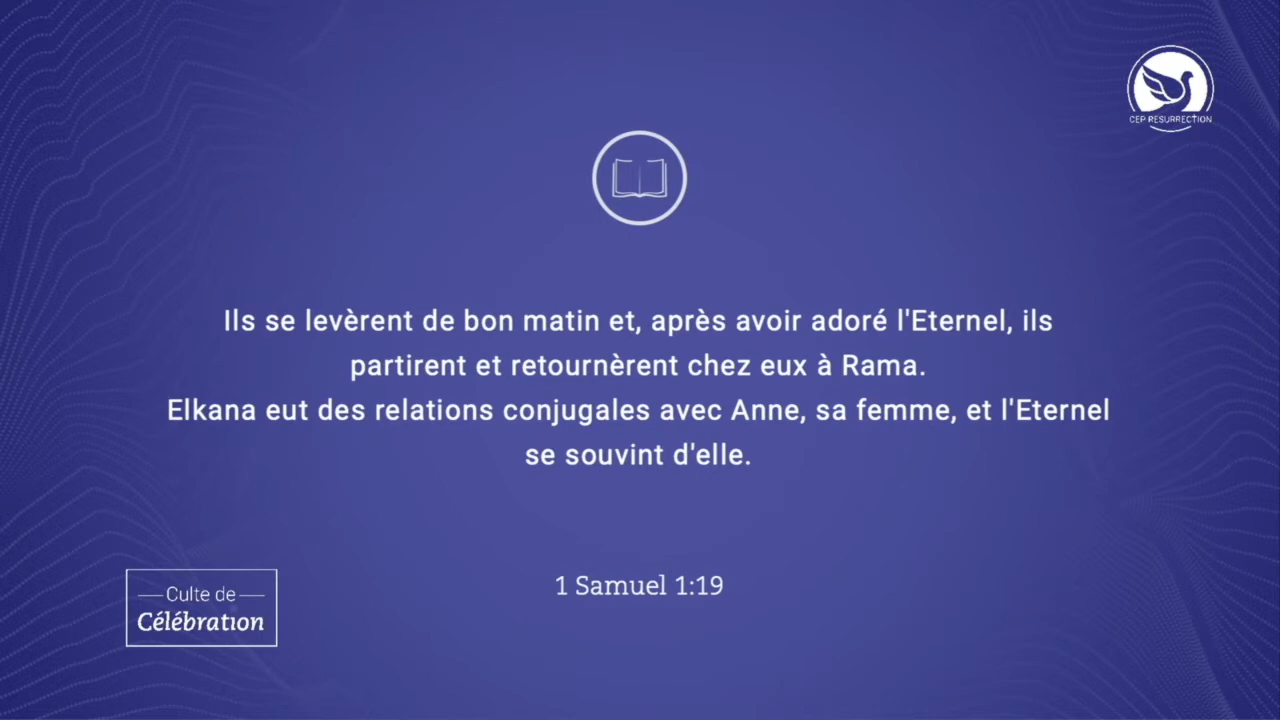 CEP RESURRECTION
Ils se levèrent de bon matin et, après avoir adoré l'Eternel, ils
partirent et retournèrent chez eux à Rama.
Elkana eut des relations conjugales avec Anne, sa femme, et l'Eternel
se souvint d'elle.
1 Samuel 1:19
Culte de
Célébration